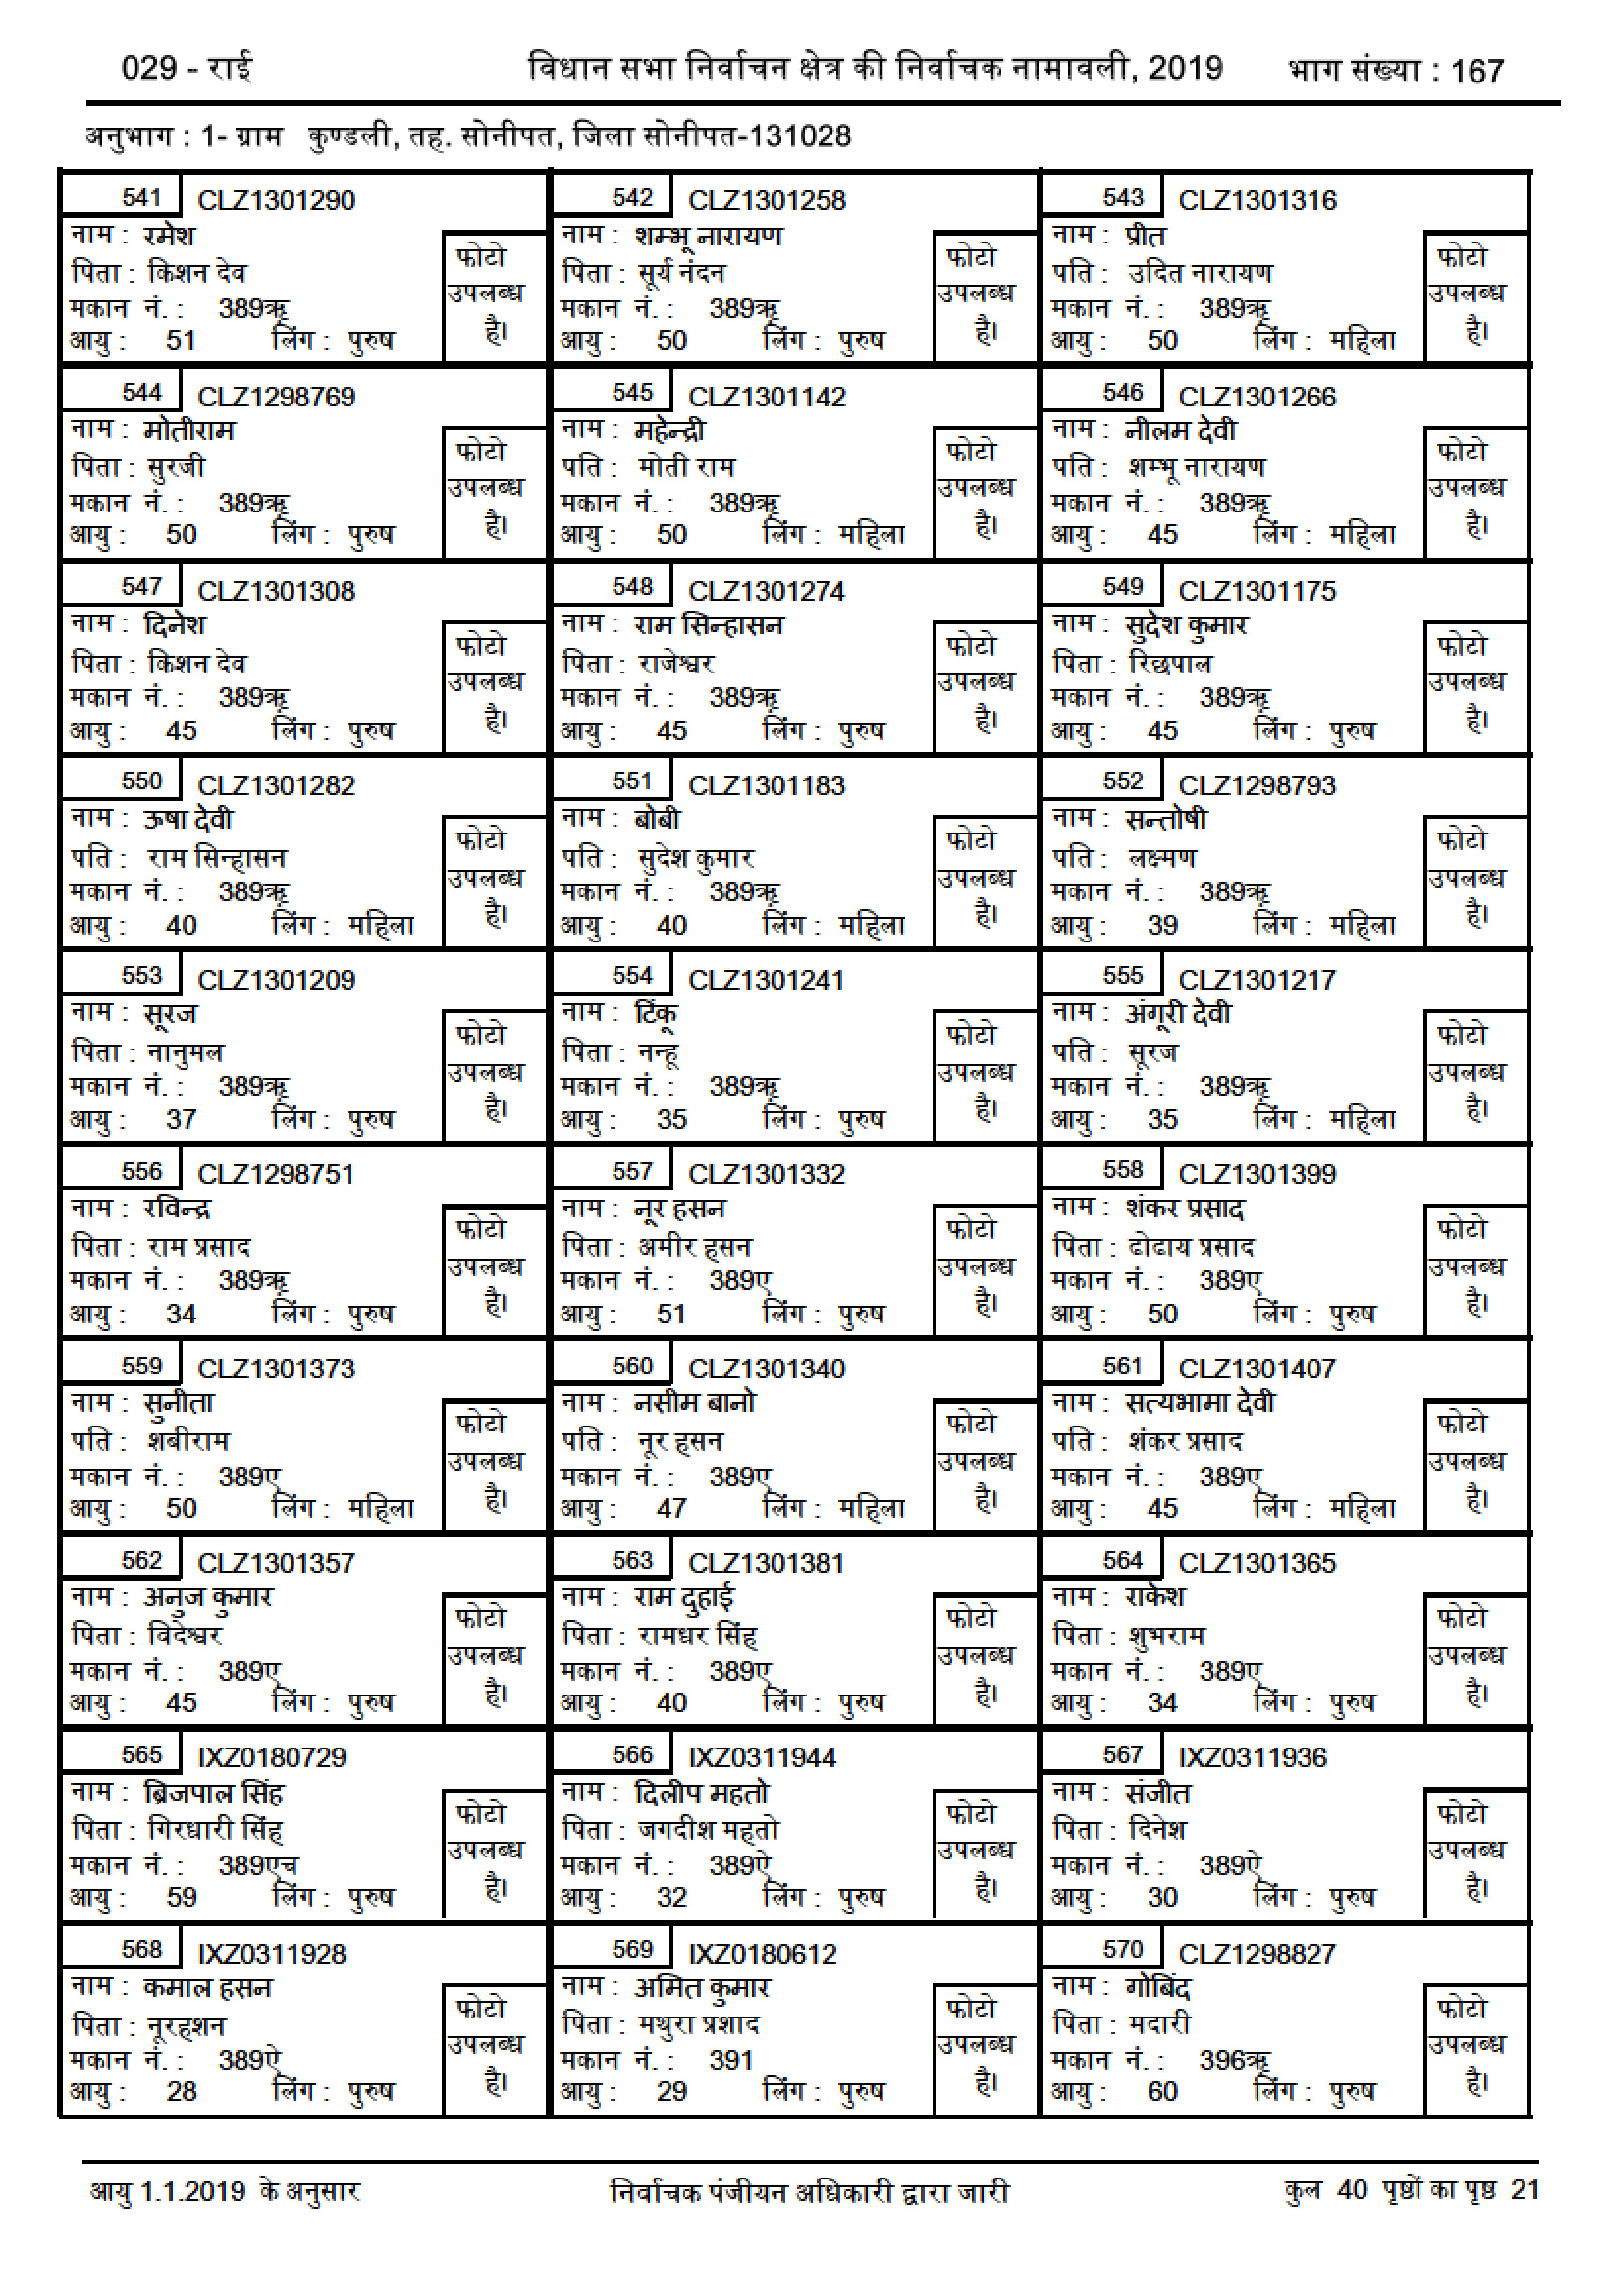 029 - राई विधान सभा निर्वाचन क्षेत्र की निर्वाचक नामावली, 2019 भाग संख्या : 167
अनुभाग : 1- ग्राम कुण्डली, तह. सोनीपत, जिला सोनीपत-131028
541 CLZ1301290
नाम : रमेश
पिता : किशन देव
मकान नं. : 389ऋ
आयु : 51 लिंग : पुरुष
फोटो
उपलब्ध
है।
542 CLZ1301258
नाम : शम्भू नारायण
पिता : सूर्य नंदन
मकान नं. : 389ऋ
आयु : 50 लिंग : पुरुष
फोटो
उपलब्ध
है।
543 CLZ1301316
नाम : प्रीत
पति : उदित नारायण
मकान नं. : 389ऋ
आयु : 50 लिंग : महिला
फोटो
उपलब्ध
है।
544 CLZ1298769
नाम : मोतीराम
पिता : सुरजी
मकान नं. : 389ऋ
आयु : 50 लिंग : पुरुष
फोटो
उपलब्ध
है।
545 CLZ1301142
नाम : महेन्द्री
पति : मोती राम
मकान नं. : 389ऋ
आयु : 50 लिंग : महिला
फोटो
उपलब्ध
है।
546 CLZ1301266
नाम : नीलम देवी
पति : शम्भू नारायण
मकान नं. : 389ऋ
आयु : 45 लिंग : महिला
फोटो
उपलब्ध
है।
547 CLZ1301308
नाम : दिनेश
पिता : किशन देव
मकान नं. : 389ऋ
आयु : 45 लिंग : पुरुष
फोटो
उपलब्ध
है।
548 CLZ1301274
नाम : राम सिन्हासन
पिता : राजेश्वर
मकान नं. : 389ऋ
आयु : 45 लिंग : पुरुष
फोटो
उपलब्ध
है।
549 CLZ1301175
नाम : सुदेश कुमार
पिता : रिछपाल
मकान नं. : 389ऋ
आयु : 45 लिंग : पुरुष
फोटो
उपलब्ध
है।
550 CLZ1301282
नाम : ऊषा देवी
पति : राम सिन्हासन
मकान नं. : 389ऋ
आयु : 40 लिंग : महिला
फोटो
उपलब्ध
है।
551 CLZ1301183
नाम : बोबी
पति : सुदेश कुमार
मकान नं. : 389ऋ
आयु : 40 लिंग : महिला
फोटो
उपलब्ध
है।
552 CLZ1298793
नाम : सन्तोषी
पति : लक्ष्मण
मकान नं. : 389ऋ
आयु : 39 लिंग : महिला
फोटो
उपलब्ध
है।
553 CLZ1301209
नाम : सूरज
पिता : नानुमल
मकान नं. : 389ऋ
आयु : 37 लिंग : पुरुष
फोटो
उपलब्ध
है।
554 CLZ1301241
नाम : टिंकू
पिता : नन्हू
मकान नं. : 389ऋ
आयु : 35 लिंग : पुरुष
फोटो
उपलब्ध
है।
555 CLZ1301217
नाम : अंगूरी देवी
पति : सूरज
मकान नं. : 389ऋ
आयु : 35 लिंग : महिला
फोटो
उपलब्ध
है।
556 CLZ1298751
नाम : रविन्द्र
पिता : राम प्रसाद
मकान नं. : 389ऋ
आयु : 34 लिंग : पुरुष
फोटो
उपलब्ध
है।
557 CLZ1301332
नाम : नूर हसन
पिता : अमीर हसन
मकान नं. : 389ए
आयु : 51 लिंग : पुरुष
फोटो
उपलब्ध
है।
558 CLZ1301399
नाम : शंकर प्रसाद
पिता : ढोढाय प्रसाद
मकान नं. : 389ए
आयु : 50 लिंग : पुरुष
फोटो
उपलब्ध
है।
559 CLZ1301373
नाम : सुनीता
पति : शबीराम
मकान नं. : 389ए
आयु : 50 लिंग : महिला
फोटो
उपलब्ध
है।
560 CLZ1301340
नाम : नसीम बानो
पति : नूर हसन
मकान नं. : 389ए
आयु : 47 लिंग : महिला
फोटो
उपलब्ध
है।
561 CLZ1301407
नाम : सत्यभामा देवी
पति : शंकर प्रसाद
मकान नं. : 389ए
आयु : 45 लिंग : महिला
फोटो
उपलब्ध
है।
562 CLZ1301357
नाम : अनुज कुमार
पिता : विदेश्वर
मकान नं. : 389ए
आयु : 45 लिंग : पुरुष
फोटो
उपलब्ध
है।
563 CLZ1301381
नाम : राम दुहाई
पिता : रामधर सिंह
मकान नं. : 389ए
आयु : 40 लिंग : पुरुष
फोटो
उपलब्ध
है।
564 CLZ1301365
नाम : राकेश
पिता : शुभराम
मकान नं. : 389ए
आयु : 34 लिंग : पुरुष
फोटो
उपलब्ध
है।
565 IXZ0180729
नाम : ब्रिजपाल सिंह
पिता : गिरधारी सिंह
मकान नं. : 389एच
आयु : 59 लिंग : पुरुष
फोटो
उपलब्ध
है।
566 IXZ0311944
नाम : दिलीप महतो
पिता : जगदीश महतो
मकान नं. : 389ऐ
आयु : 32 लिंग : पुरुष
फोटो
उपलब्ध
है।
567 IXZ0311936
नाम : संजीत
पिता : दिनेश
मकान नं. : 389ऐ
आयु : 30 लिंग : पुरुष
फोटो
उपलब्ध
है।
568 IXZ0311928
नाम : कमाल हसन
पिता : नूरहशन
मकान नं. : 389ऐ
आयु : 28 लिंग : पुरुष
फोटो
उपलब्ध
है।
569 IXZ0180612
नाम : अमित कुमार
पिता : मथुरा प्रशाद
मकान नं. : 391
आयु : 29 लिंग : पुरुष
फोटो
उपलब्ध
है।
570 CLZ1298827
नाम : गोबिंद
पिता : मदारी
मकान नं. : 396ऋ
आयु : 60 लिंग : पुरुष
फोटो
उपलब्ध
है।
आयु 1.1.2019 के अनुसार निर्वाचक पंजीयन अधिकारी द्वारा जारी कुल 40 पृष्ठों का पृष्ठ 21